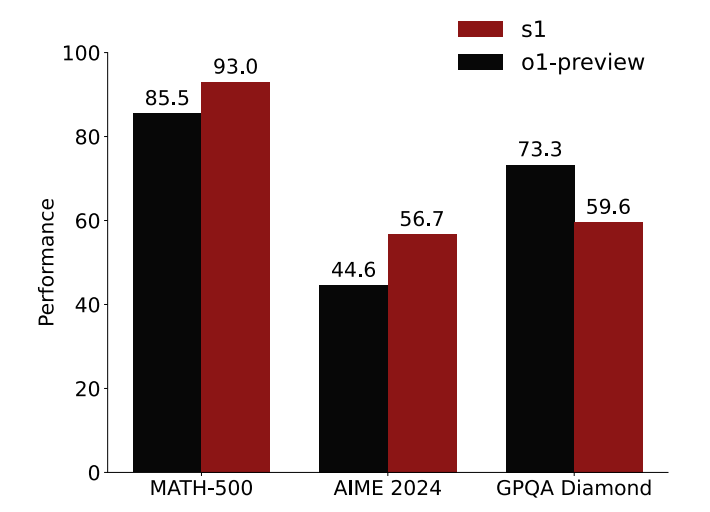 s1
o1-preview
100
80
60
40
20
0
Performance
85.5
93.0
44.6
56.7
73.3
59.6
MATH-500
AIME 2024
GPQA Diamond